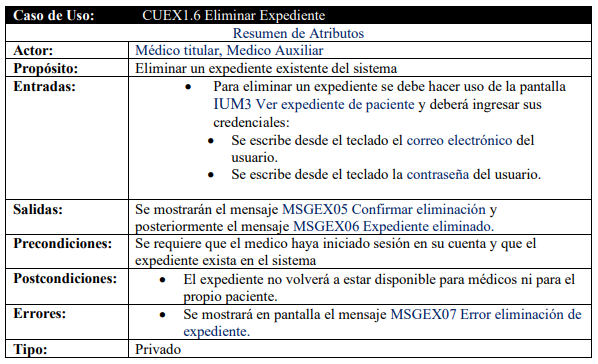 Caso de Uso: CUEX1.6 Eliminar Expediente
Resumen de Atributos
Actor: Médico titular, Medico Auxiliar
Propósito: Eliminar un expediente existente del sistema
Entradas: • Para eliminar un expediente se debe hacer uso de la pantalla
IUM3 Ver expediente de paciente y deberá ingresar sus
credenciales:
• Se escribe desde el teclado el correo electrónico del
usuario.
• Se escribe desde el teclado la contraseña del usuario.
Salidas: Se mostrarán el mensaje MSGEX05 Confirmar eliminación y
posteriormente el mensaje MSGEX06 Expediente eliminado.
Precondiciones: Se requiere que el medico haya iniciado sesión en su cuenta y que el
expediente exista en el sistema
Postcondiciones: • El expediente no volverá a estar disponible para médicos ni para el
propio paciente.
Errores: • Se mostrará en pantalla el mensaje MSGEX07 Error eliminación de
expediente.
Tipo: Privado